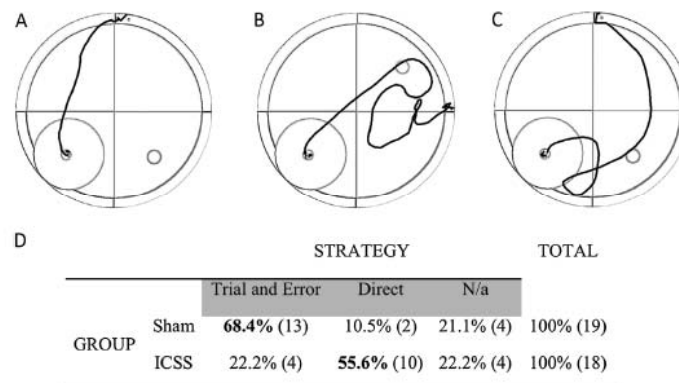 A B C
D
STRATEGY TOTAL
Trial and Error Direct N/a
GROUP
Sham 68.4% (13) 10.5% (2) 21.1% (4) 100% (19)
ICSS 22.2% (4) 55.6% (10) 22.2% (4) 100% (18)